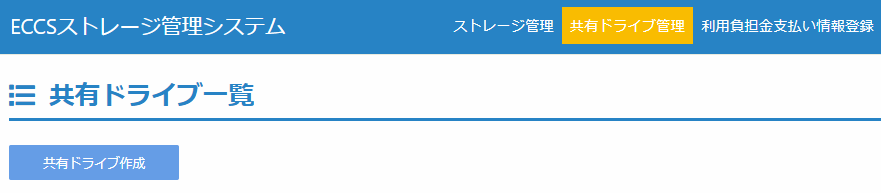 ECCSストレージ管理システム
ストレージ管理 共有ドライブ管理 利用負担金支払い情報登録
共有ドライブ一覧
共有ドライブ作成